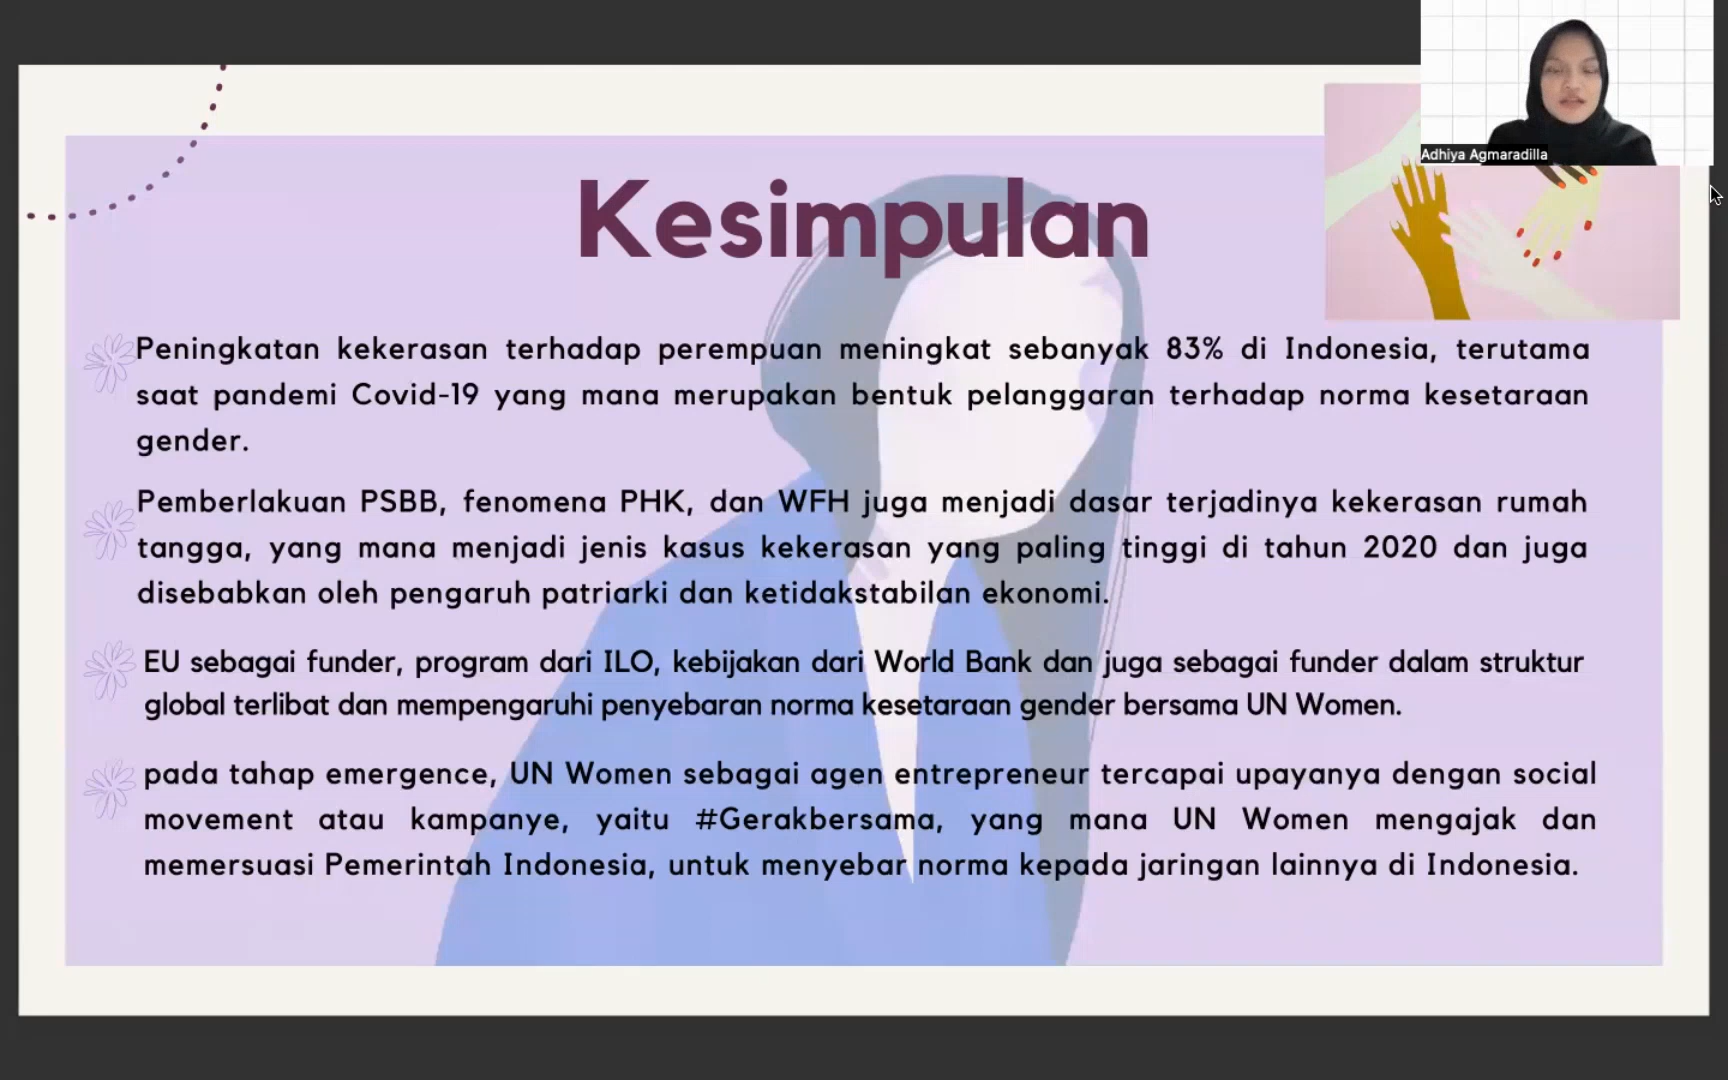 Adhiya Agmaradilla
Kesimpulan
Peningkatan kekerasan terhadap perempuan meningkat sebanyak 83% di Indonesia, terutama
saat pandemi Covid-19 yang mana merupakan bentuk pelanggaran terhadap norma kesetaraan
gender.
Pemberlakuan PSBB, fenomena PHK, dan WFH juga menjadi dasar terjadinya kekerasan rumah
tangga, yang mana menjadi jenis kasus kekerasan yang paling tinggi di tahun 2020 dan juga
disebabkan oleh pengaruh patriarki dan ketidakstabilan ekonomi.
EU sebagai funder, program dari ILO, kebijakan dari World Bank dan juga sebagai funder dalam struktur
global terlibat dan mempengaruhi penyebaran norma kesetaraan gender bersama UN Women.
pada tahap emergence, UN Women sebagai agen entrepreneur tercapai upayanya dengan social
movement atau kampanye, yaitu #Gerakbersama, yang mana UN Women mengajak dan
memersuasi Pemerintah Indonesia, untuk menyebar norma kepada jaringan lainnya di Indonesia.